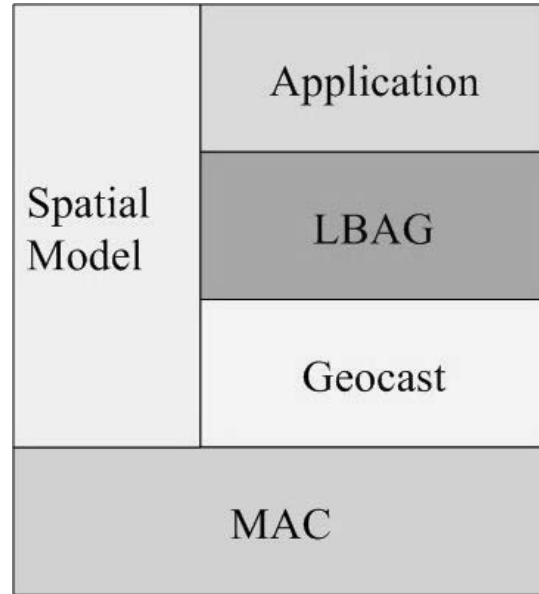 Application
Spatial
Model
LBAG
Geocast
MAC